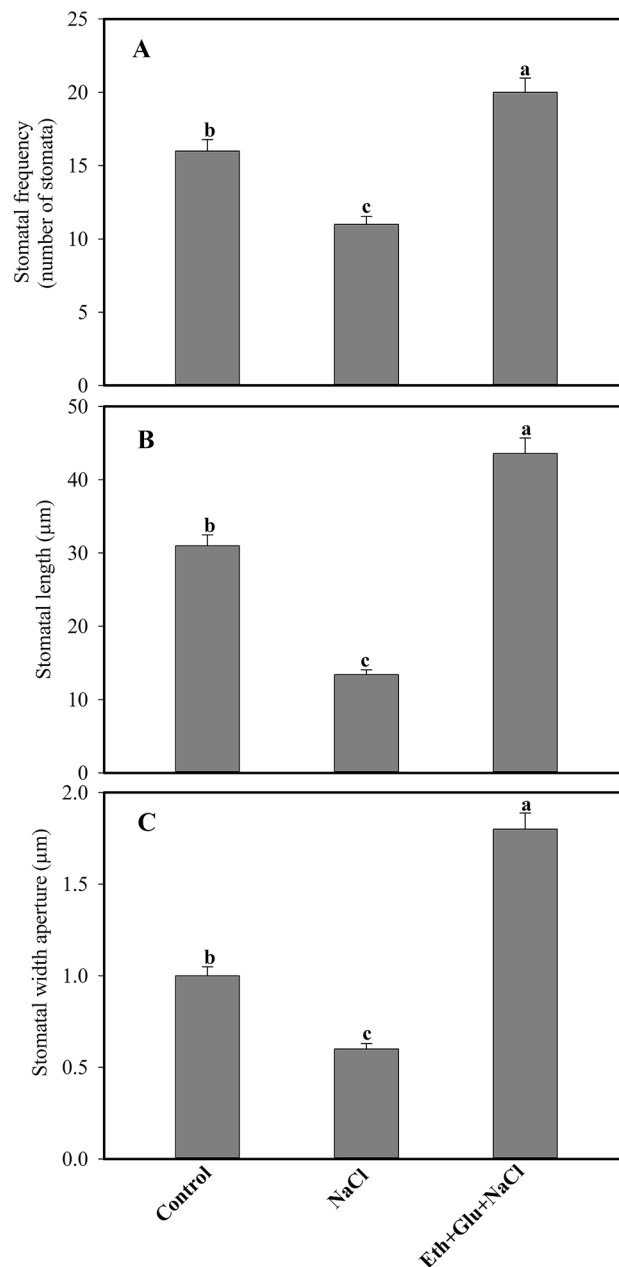 A
Stomatal frequency
(number of stomata)
25
20
15
10
5
0
b
c
a
B
Stomatal length (μm)
50
40
30
20
10
0
b
c
a
C
Stomatal width aperture (μm)
2.0
1.5
1.0
0.5
0.0
b
c
a
Control
NaCl
Eth+Glu+NaCl